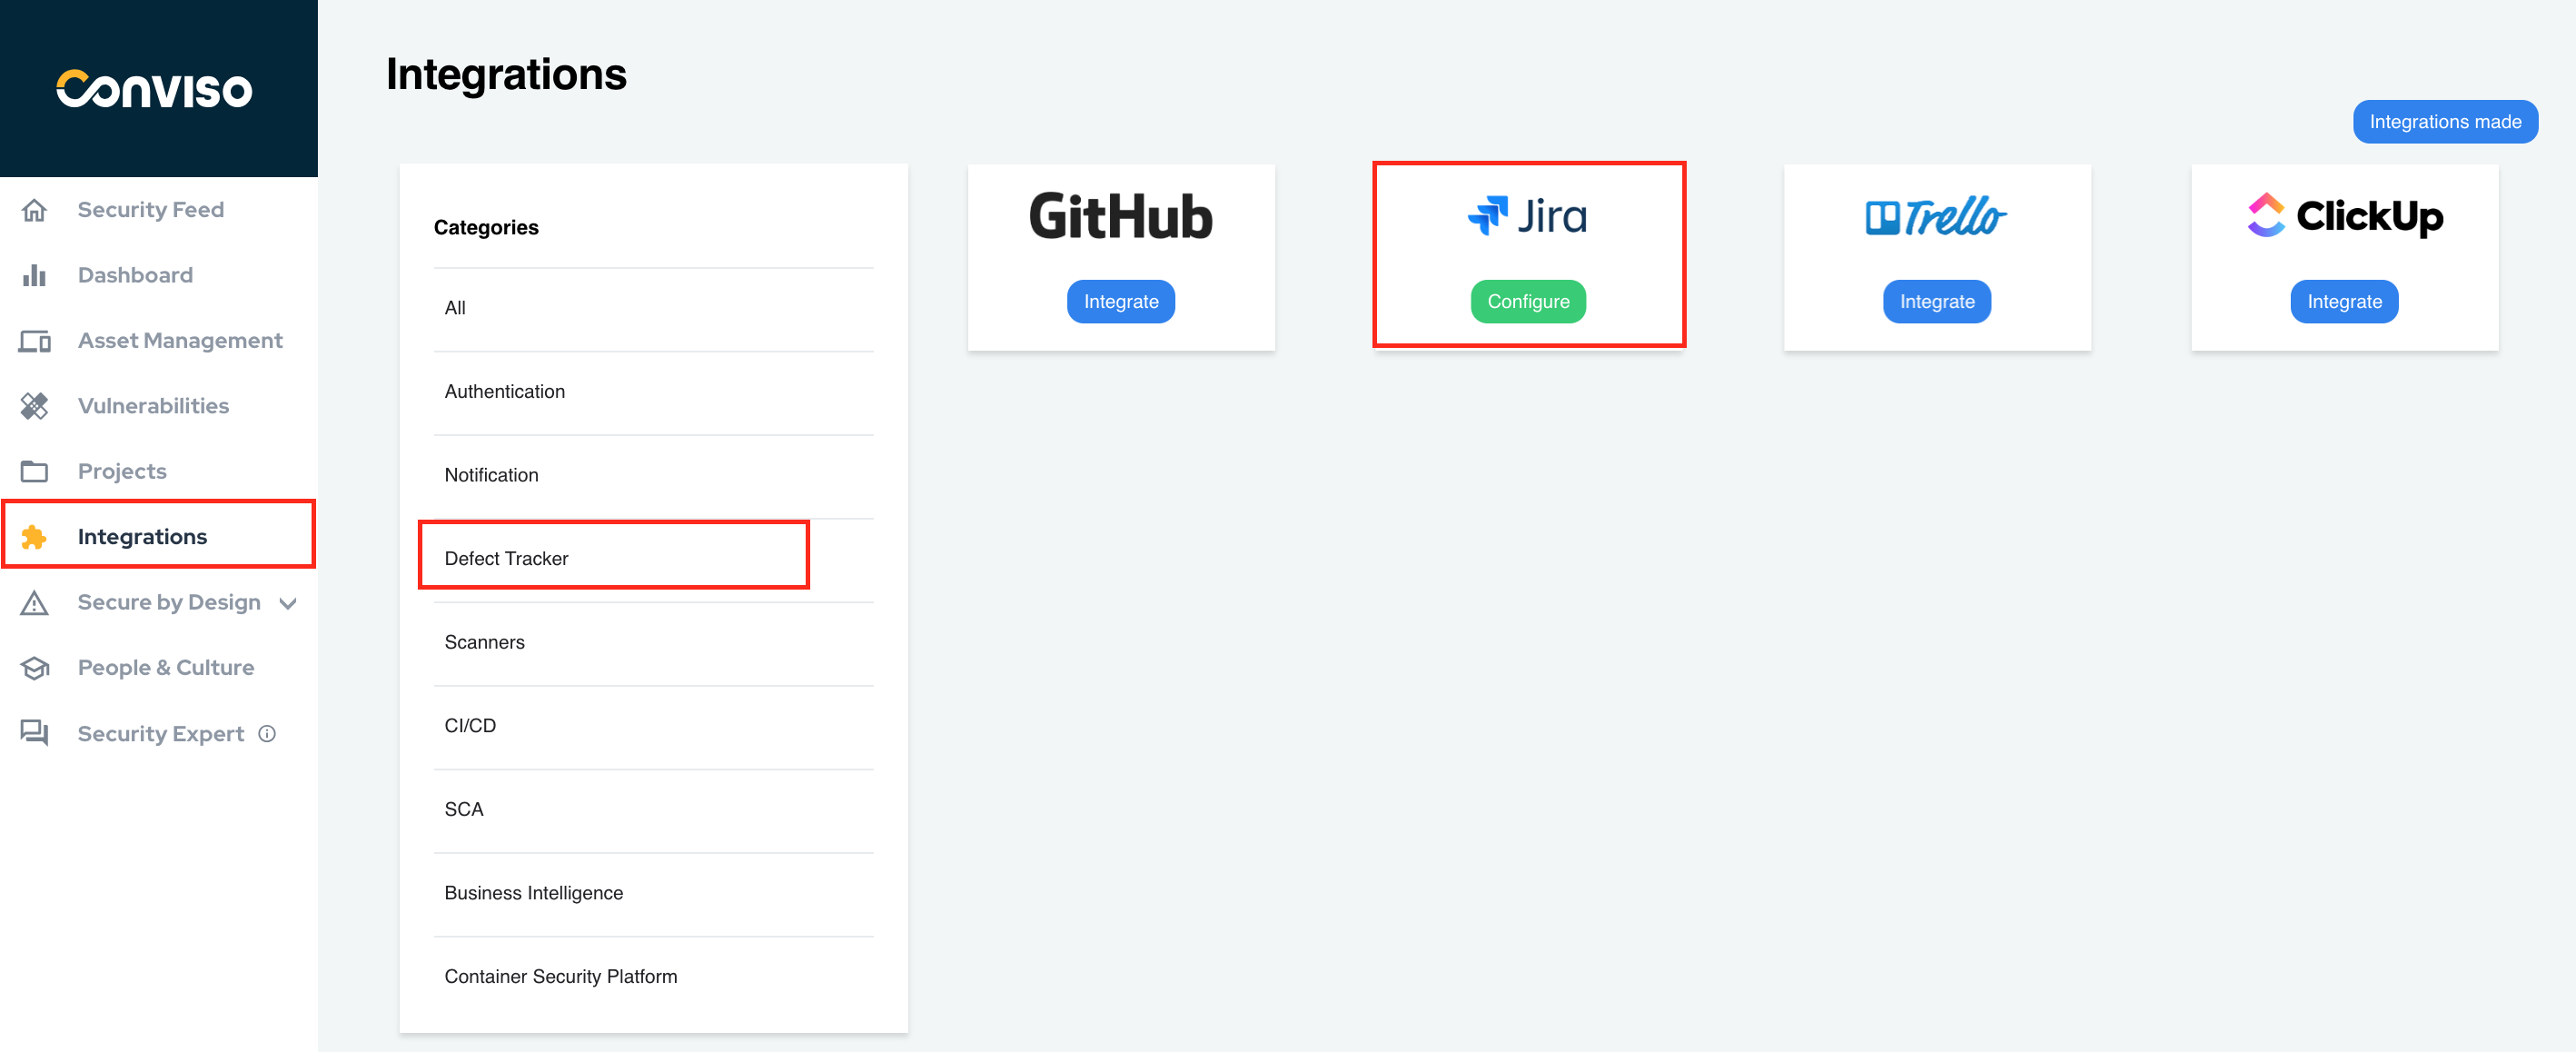 Conviso
Security Feed
Dashboard
Asset Management
Vulnerabilities
Projects
Integrations
Secure by Design
People & Culture
Security Expert
Integrations
Integrations made
Categories
All
Authentication
Notification
Defect Tracker
Scanners
CI/CD
SCA
Business Intelligence
Container Security Platform
GitHub
Integrate
Jira
Configure
Trello
Integrate
ClickUp
Integrate